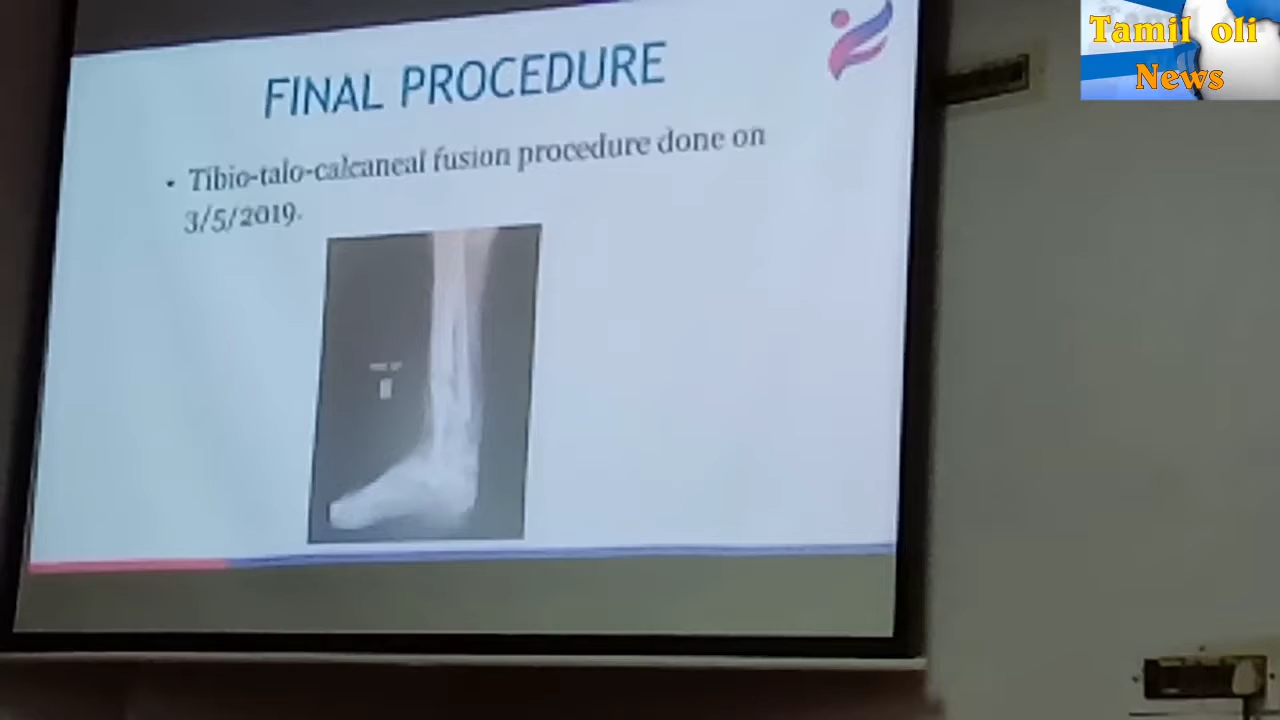 FINAL PROCEDURE
• Tibio-talo-calcaneal fusion procedure done on
3/5/2019.
Tamil oli
News